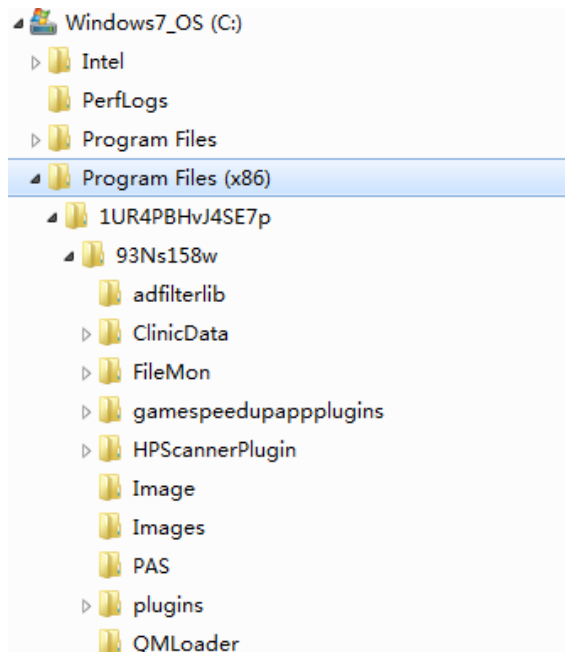 Windows7_OS (C:)
Intel
PerfLogs
Program Files
Program Files (x86)
1UR4PBHvJ4SE7p
93Ns158w
adfilterlib
ClinicData
FileMon
gamespeedupappplugins
HPScannerPlugin
Image
Images
PAS
plugins
QMLoader